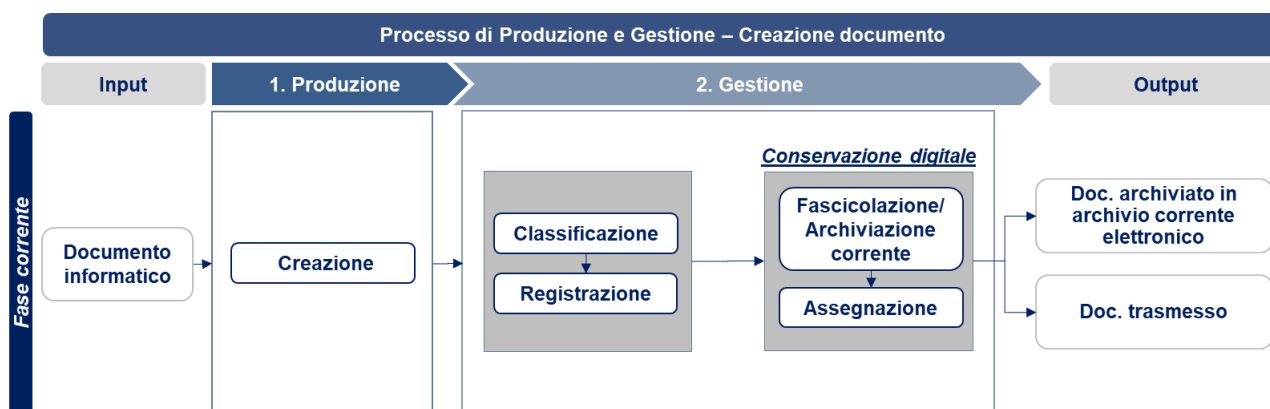 Processo di Produzione e Gestione – Creazione documento
Input
1. Produzione
2. Gestione
Output
Fase corrente
Documento
informatico
Creazione
Classificazione
Registrazione
Conservazione digitale
Fascicolazione/
Archiviazione
corrente
Assegnazione
Doc. archiviato in
archivio corrente
elettronico
Doc. trasmesso